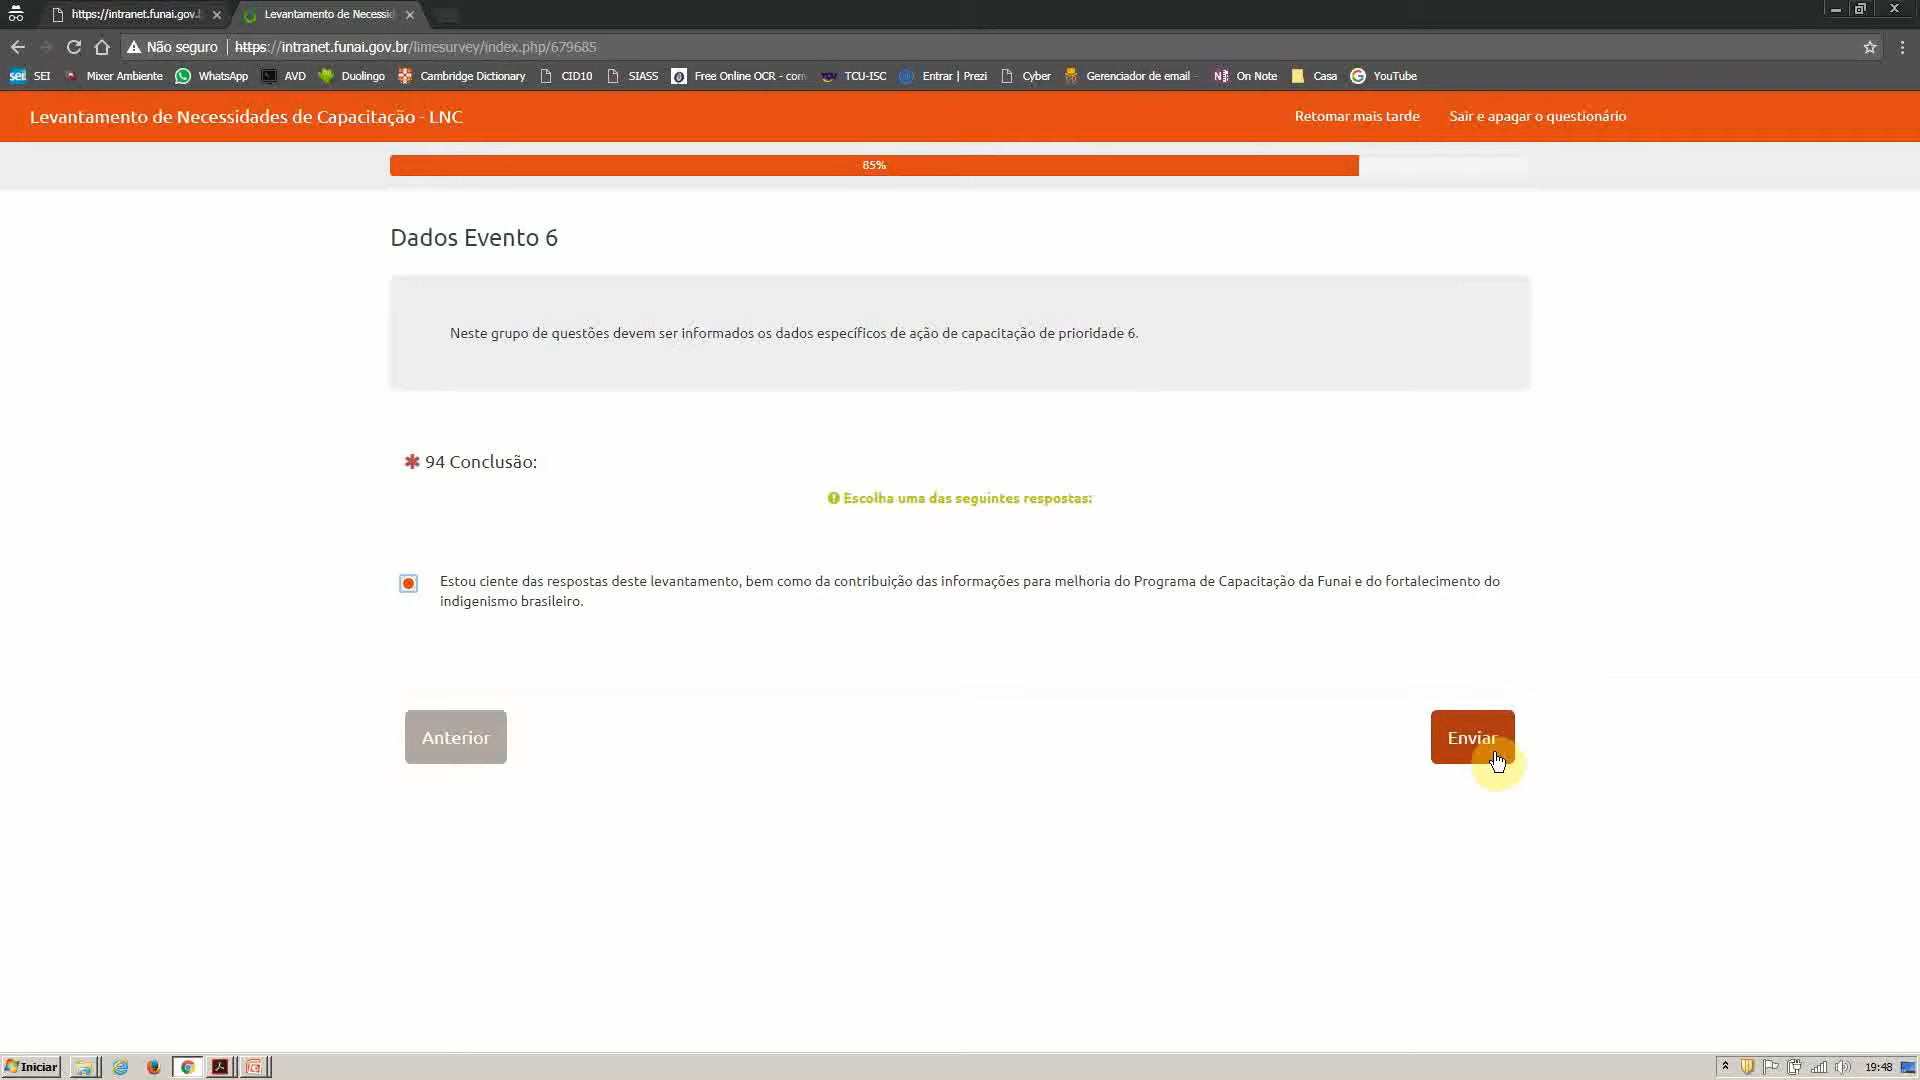 https://intranet.funai.gov.
Levantamento de Necessid
Não seguro
https://intranet.funai.gov.br/limesurvey/index.php/679685
SEI
Mixer Ambiente
WhatsApp
AVD
Duolingo
Cambridge Dictionary
CID10
SIASS
Free Online OCR - con
TCU-ISC
Entrar | Prezi
Cyber
Gerenciador de email
On Note
Casa
YouTube
Levantamento de Necessidades de Capacitação - LNC
Retomar mais tarde
Sair e apagar o questionário
85%
Dados Evento 6
Neste grupo de questões devem ser informados os dados específicos de ação de capacitação de prioridade 6.
94 Conclusão:
Escolha uma das seguintes respostas:
Estou ciente das respostas deste levantamento, bem como da contribuição das informações para melhoria do Programa de Capacitação da Funai e do fortalecimento do
indigenismo brasileiro.
Anterior
Enviar
Iniciar
19:48